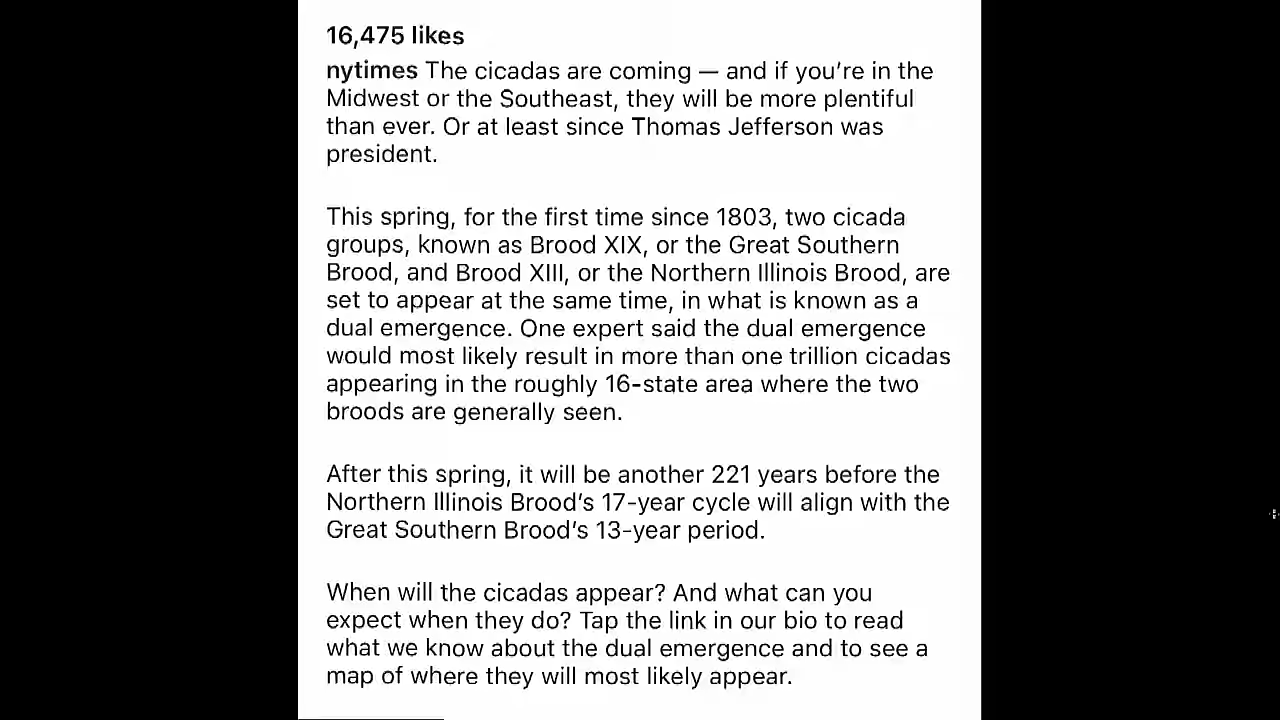 16,475 likes
nytimes The cicadas are coming — and if you’re in the
Midwest or the Southeast, they will be more plentiful
than ever. Or at least since Thomas Jefferson was
president.
This spring, for the first time since 1803, two cicada
groups, known as Brood XIX, or the Great Southern
Brood, and Brood XIII, or the Northern Illinois Brood, are
set to appear at the same time, in what is known as a
dual emergence. One expert said the dual emergence
would most likely result in more than one trillion cicadas
appearing in the roughly 16-state area where the two
broods are generally seen.
After this spring, it will be another 221 years before the
Northern Illinois Brood’s 17-year cycle will align with the
Great Southern Brood’s 13-year period.
When will the cicadas appear? And what can you
expect when they do? Tap the link in our bio to read
what we know about the dual emergence and to see a
map of where they will most likely appear.